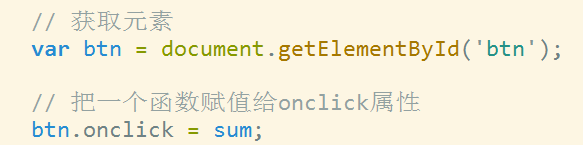 // 获取元素
var btn = document.getElementById('btn');
// 把一个函数赋值给onclick属性
btn.onclick = sum;